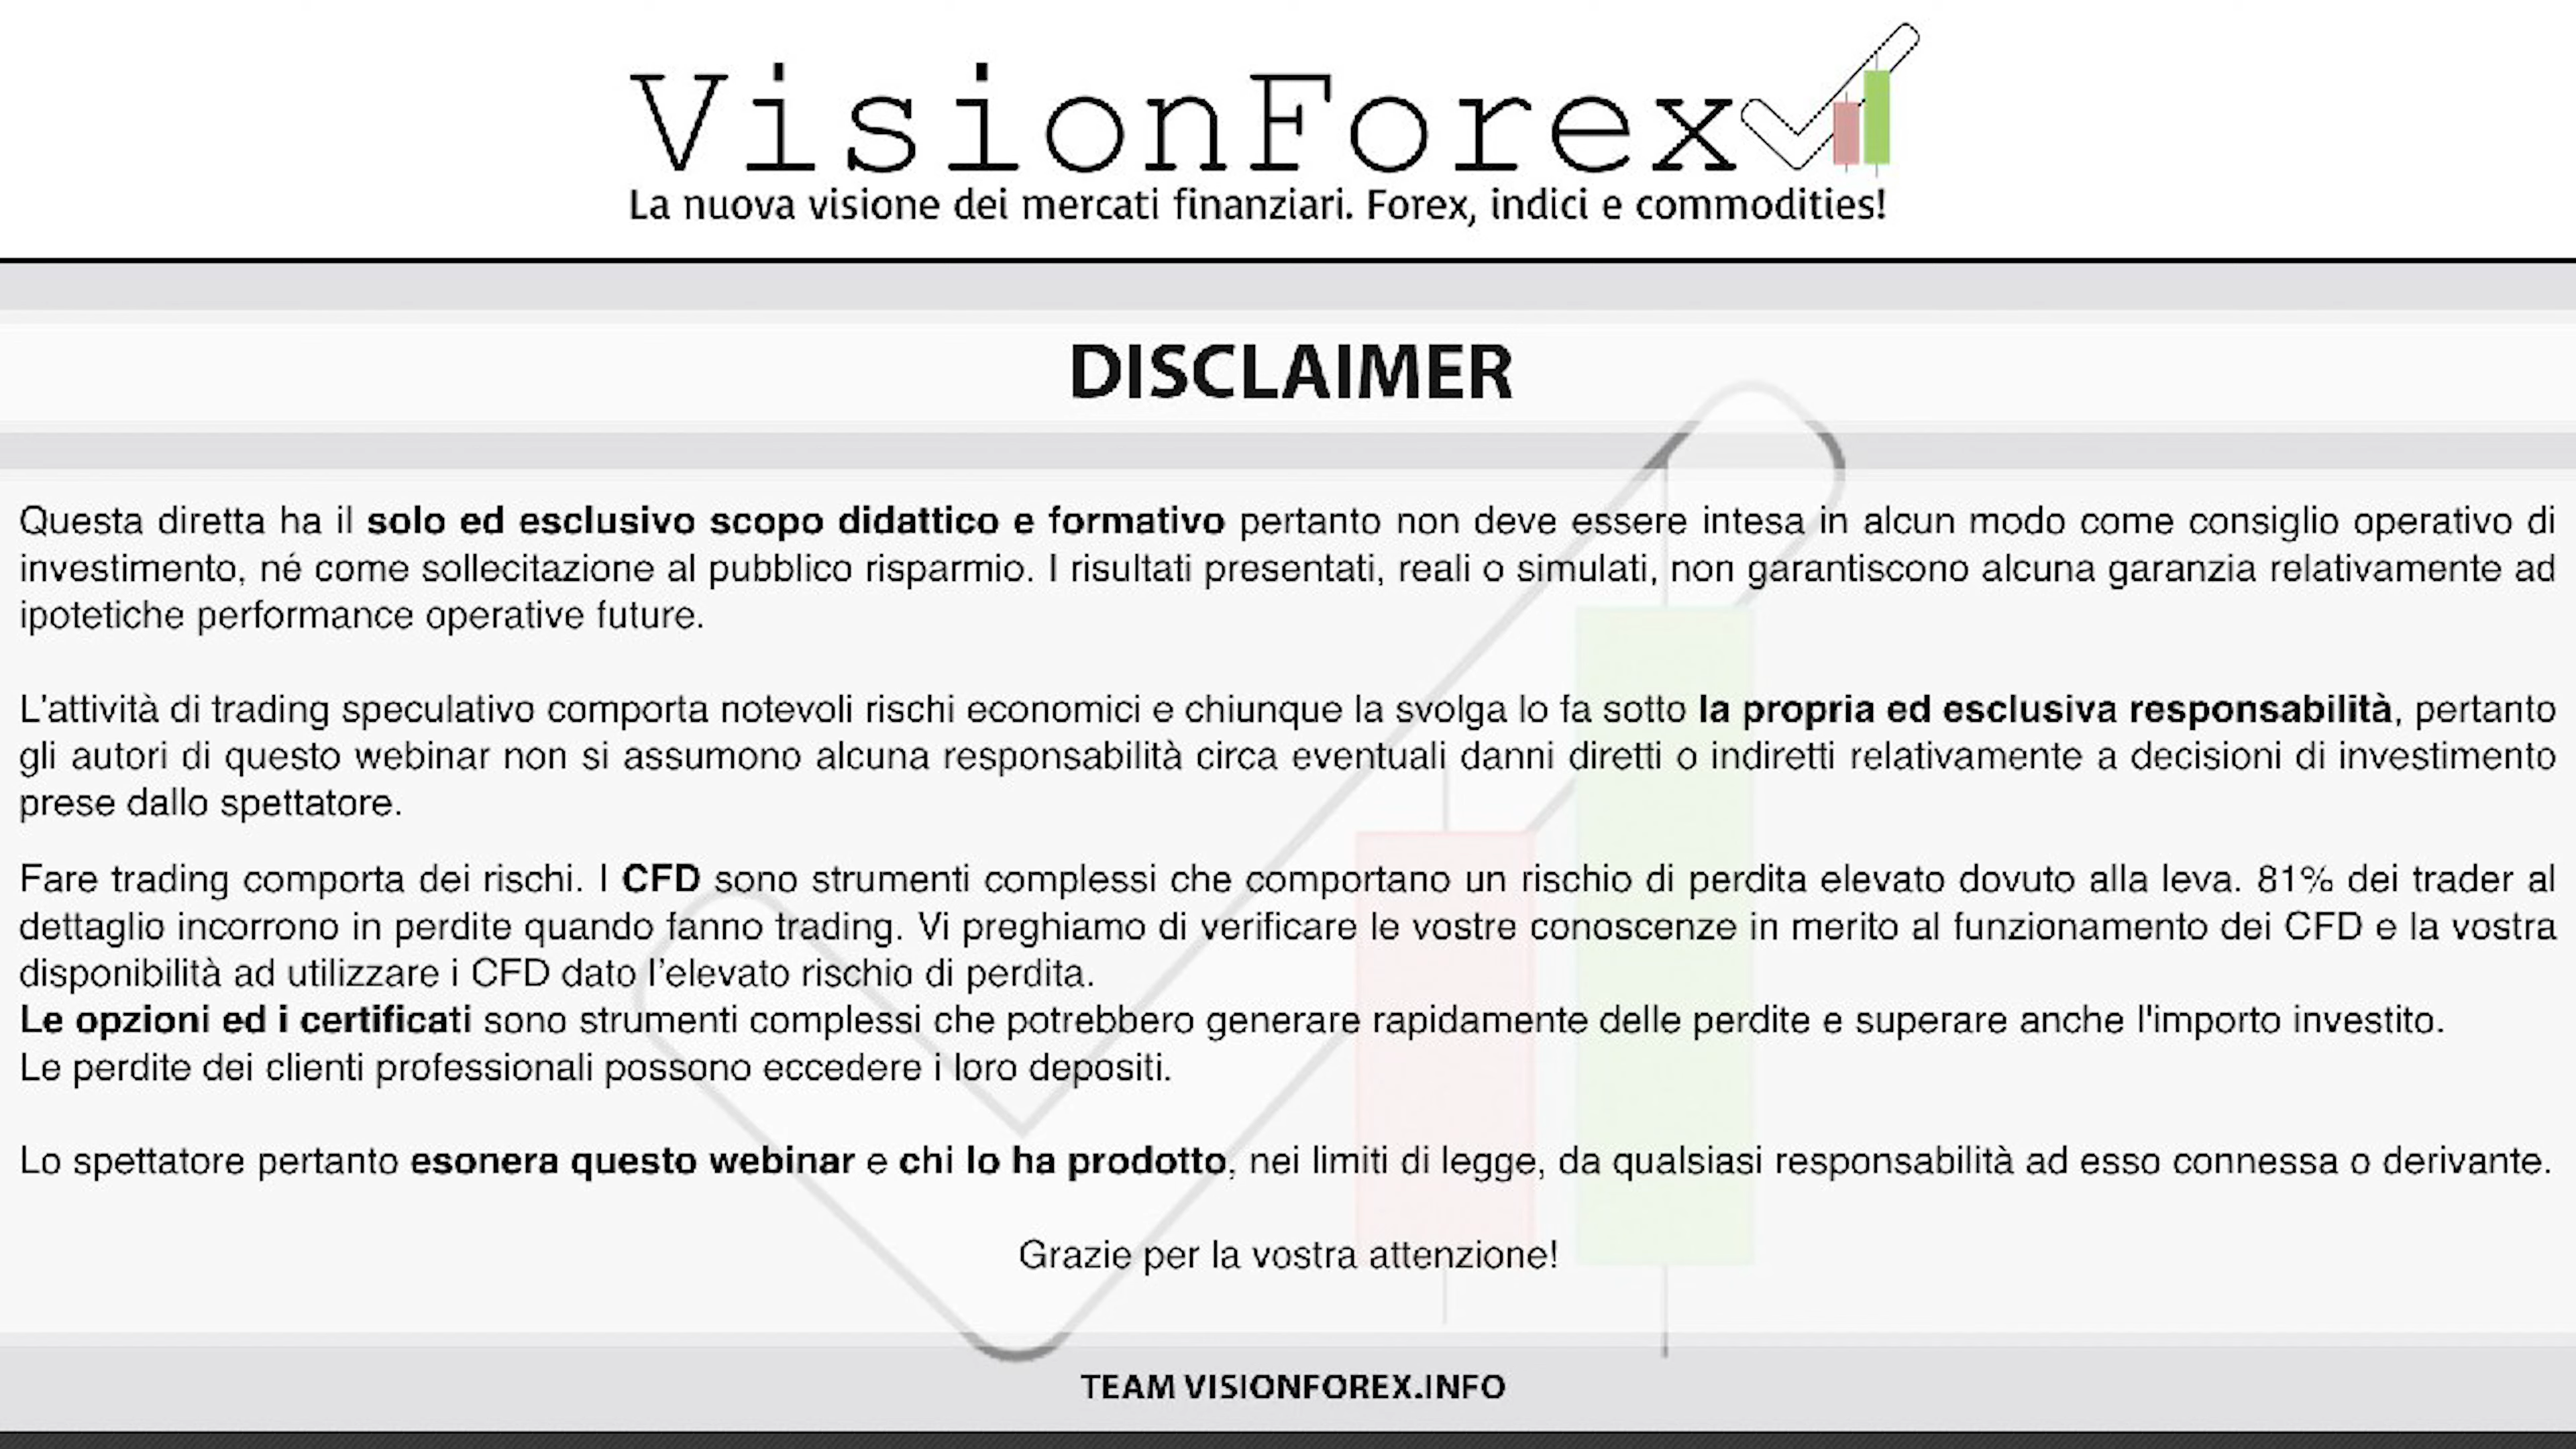 VisionForex
La nuova visione dei mercati finanziari. Forex, indici e commodities!
DISCLAIMER
Questa diretta ha il solo ed esclusivo scopo didattico e formativo pertanto non deve essere intesa in alcun modo come consiglio operativo di
investimento, né come sollecitazione al pubblico risparmio. I risultati presentati, reali o simulati, non garantiscono alcuna garanzia relativamente ad
ipotetiche performance operative future.
L'attività di trading speculativo comporta notevoli rischi economici e chiunque la svolga lo fa sotto la propria ed esclusiva responsabilità, pertanto
gli autori di questo webinar non si assumono alcuna responsabilità circa eventuali danni diretti o indiretti relativamente a decisioni di investimento
prese dallo spettatore.
Fare trading comporta dei rischi. I CFD sono strumenti complessi che comportano un rischio di perdita elevato dovuto alla leva. 81% dei trader al
dettaglio incorrono in perdite quando fanno trading. Vi preghiamo di verificare le vostre conoscenze in merito al funzionamento dei CFD e la vostra
disponibilità ad utilizzare i CFD dato l'elevato rischio di perdita.
Le opzioni ed i certificati sono strumenti complessi che potrebbero generare rapidamente delle perdite e superare anche l'importo investito.
Le perdite dei clienti professionali possono eccedere i loro depositi.
Lo spettatore pertanto esonera questo webinar e chi lo ha prodotto, nei limiti di legge, da qualsiasi responsabilità ad esso connessa o derivante.
Grazie per la vostra attenzione!
TEAM VISIONFOREX.INFO